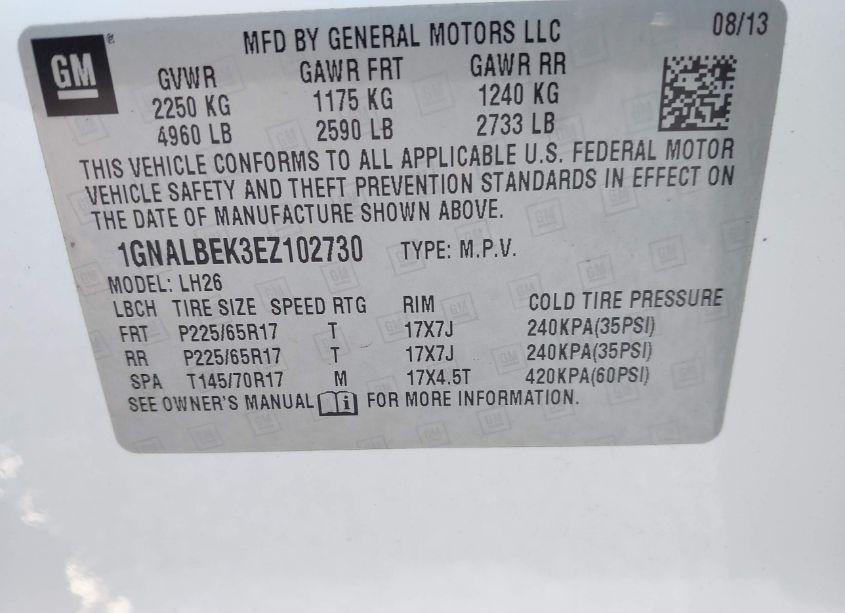 GM ® MFD BY GENERAL MOTORS LLC 08/13
GVWR GAWR FRT GAWR RR
2250 KG 1175 KG 1240 KG
4960 LB 2590 LB 2733 LB
THIS VEHICLE CONFORMS TO ALL APPLICABLE U.S. FEDERAL MOTOR
VEHICLE SAFETY AND THEFT PREVENTION STANDARDS IN EFFECT ON
THE DATE OF MANUFACTURE SHOWN ABOVE.
1GNALBEK3EZ102730 TYPE: M.P.V.
MODEL: LH26
LBCH TIRE SIZE SPEED RTG RIM COLD TIRE PRESSURE
FRT P225/65R17 T 17X7J 240KPA(35PSI)
RR P225/65R17 T 17X7J 240KPA(35PSI)
SPA T145/70R17 M 17X4.5T 420KPA(60PSI)
SEE OWNER'S MANUAL i FOR MORE INFORMATION.